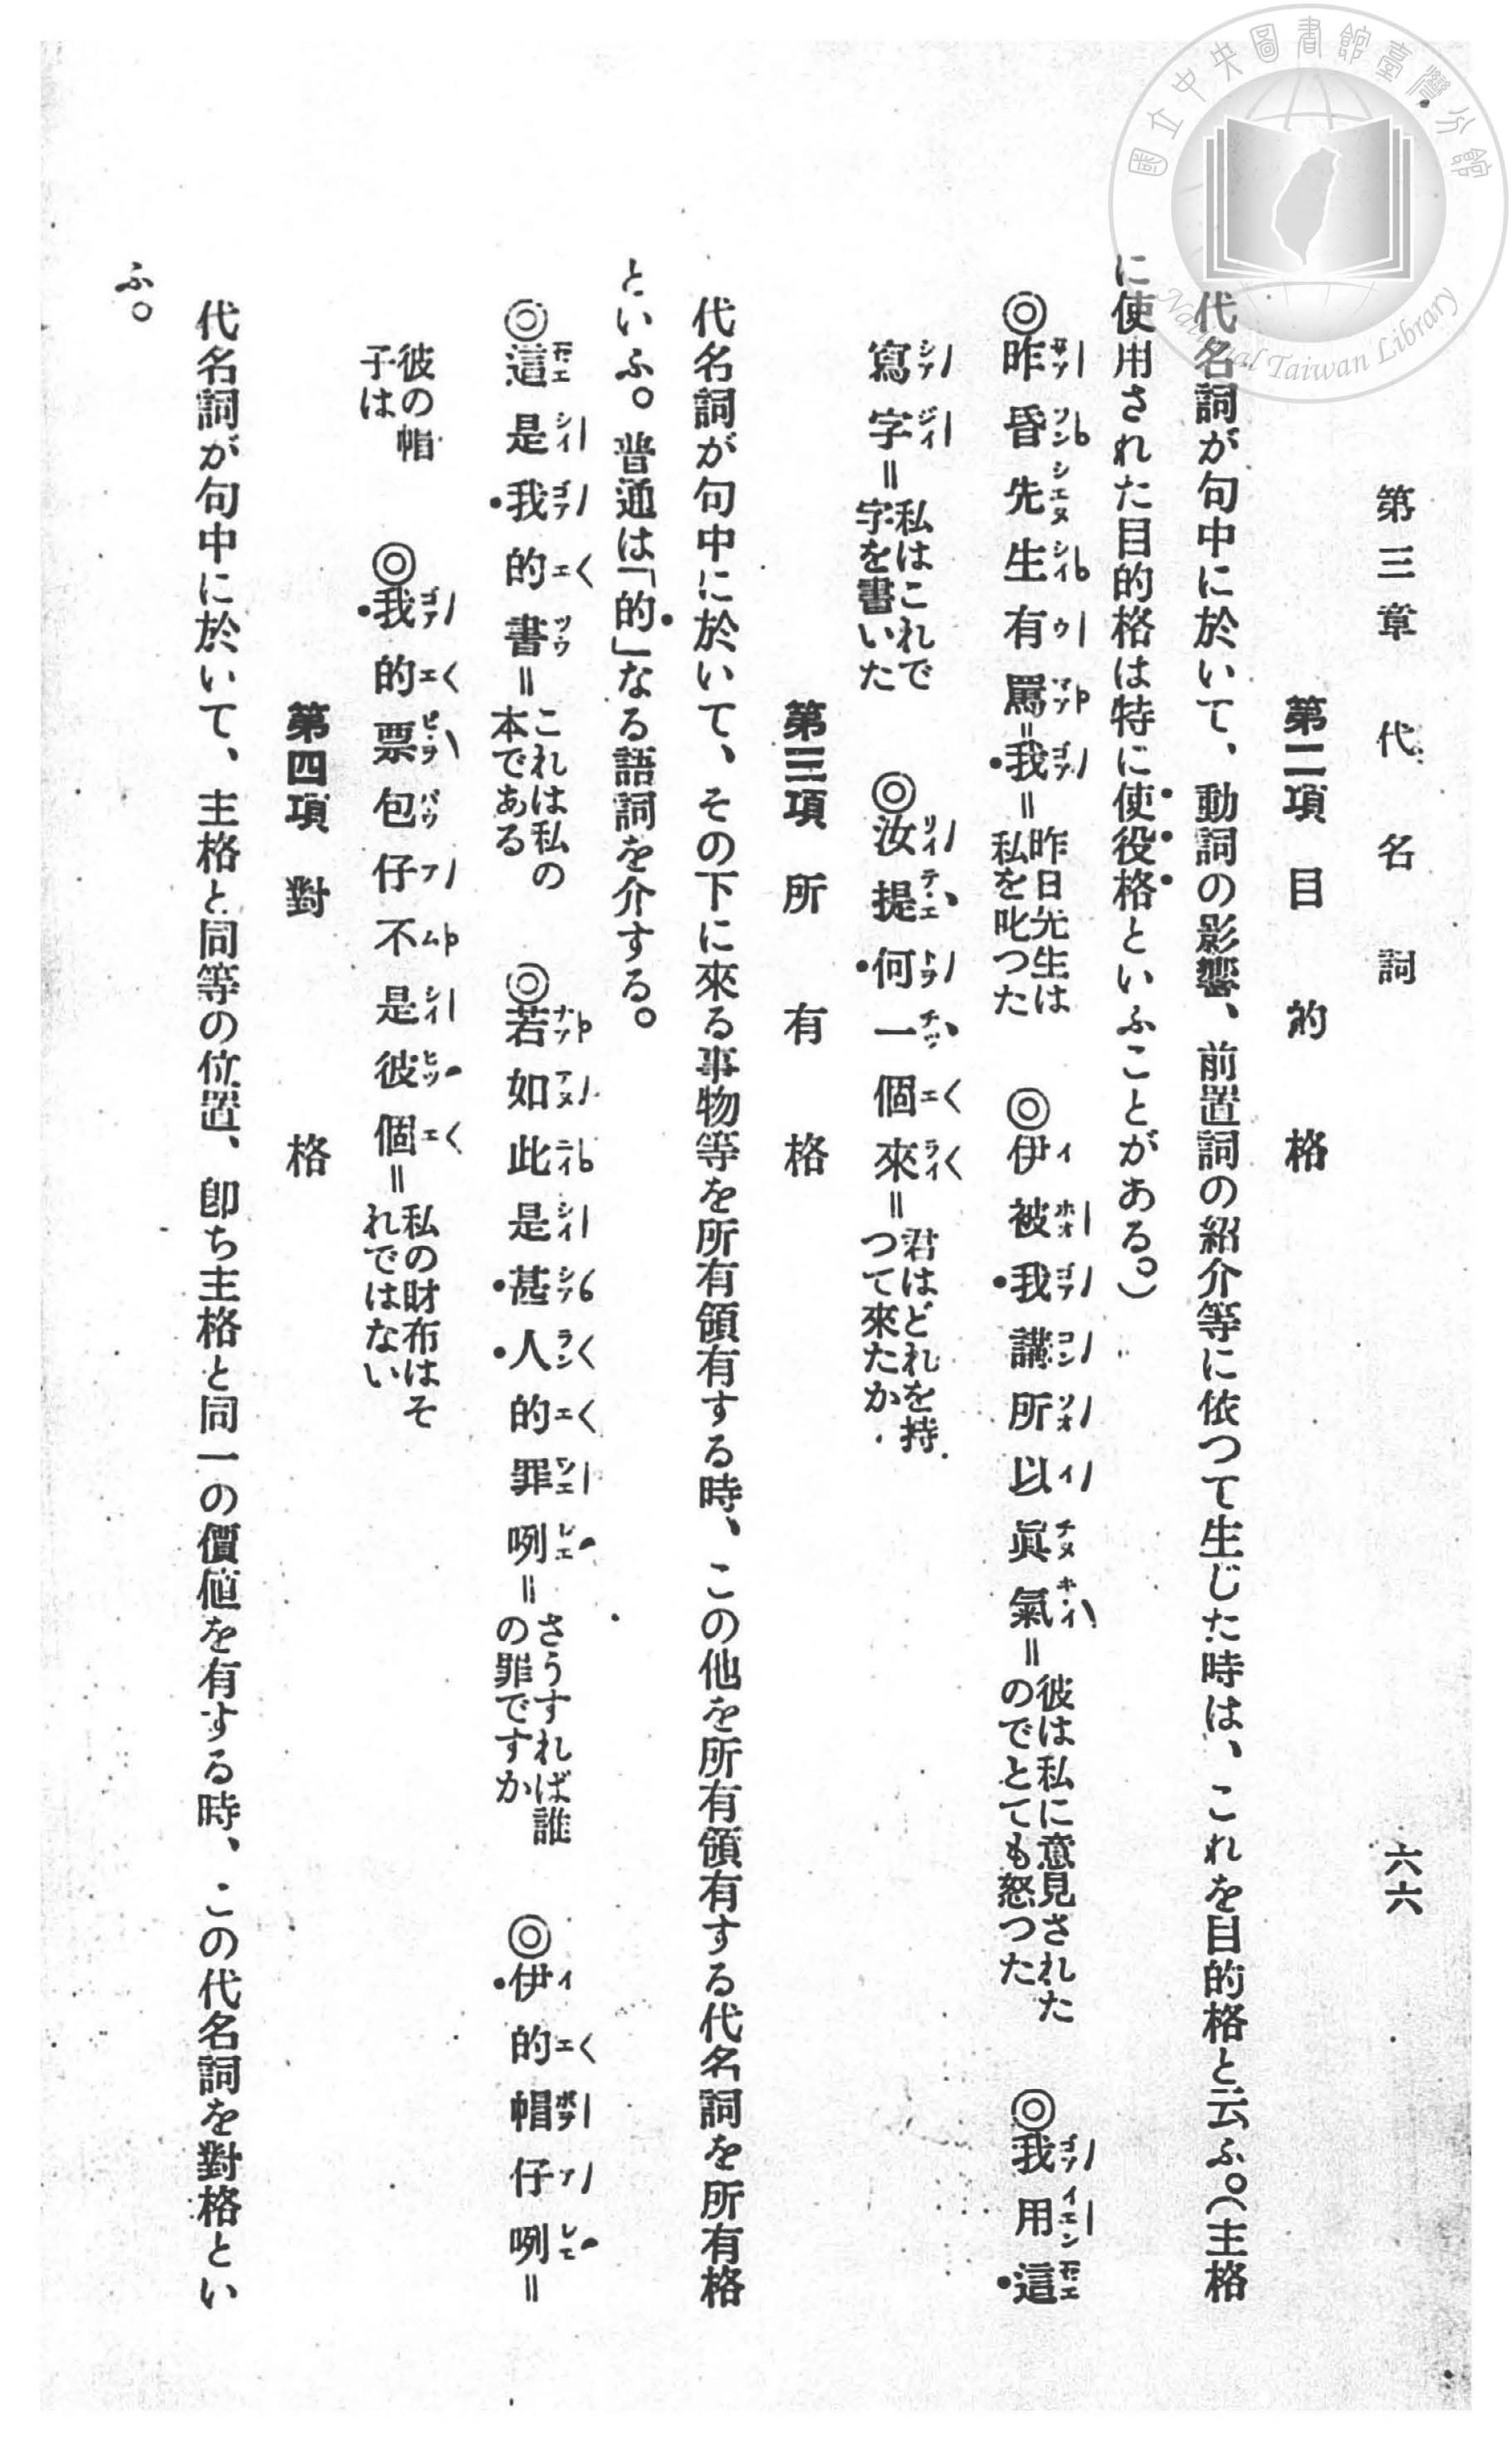 第三章 代名詞
六六
第二項 目的格
代名詞が句中に於いて、動詞の影響、前置詞の紹介等に依つて生じた時は、これを目的格と云ふ。(主格
に使用された目的格は特に使役格といふことがある。)
◎昨昏先生有罵=我=昨日先生は私を叱つた ◎伊被我講所以眞氣=彼は私に意見されたのでとても怒つた ◎我用這
寫字=私はこれで字を書いた ◎汝提何一個來=君はどれを持つて來たか
第三項 所有格
代名詞が句中に於いて、その下に來る事物等を所有領有する時、この他を所有領有する代名詞を所有格
といふ。普通は「的」なる語詞を介する。
◎這是我的書=これは私の本である ◎若如此是甚人的罪咧=さうすれば誰の罪ですか ◎伊的帽仔咧=
彼の帽子は ◎我的票包仔不是彼個=私の財布はそれではない
第四項 對格
代名詞が句中に於いて、主格と同等の位置、卽ち主格と同一の價値を有する時、この代名詞を對格とい
ふ。
國立中央圖書館臺灣分館
National Taiwan Library